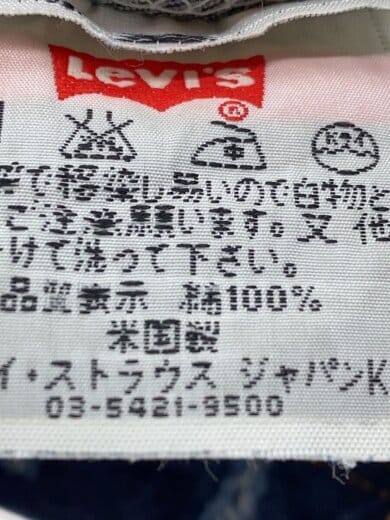 Levi's
®
で移染し易いので白物と
ご注意願います。又 他
けて洗って下さい。
品質表示 綿100%
米国製
イ・ストラウス ジャパンK
03-5421-9500